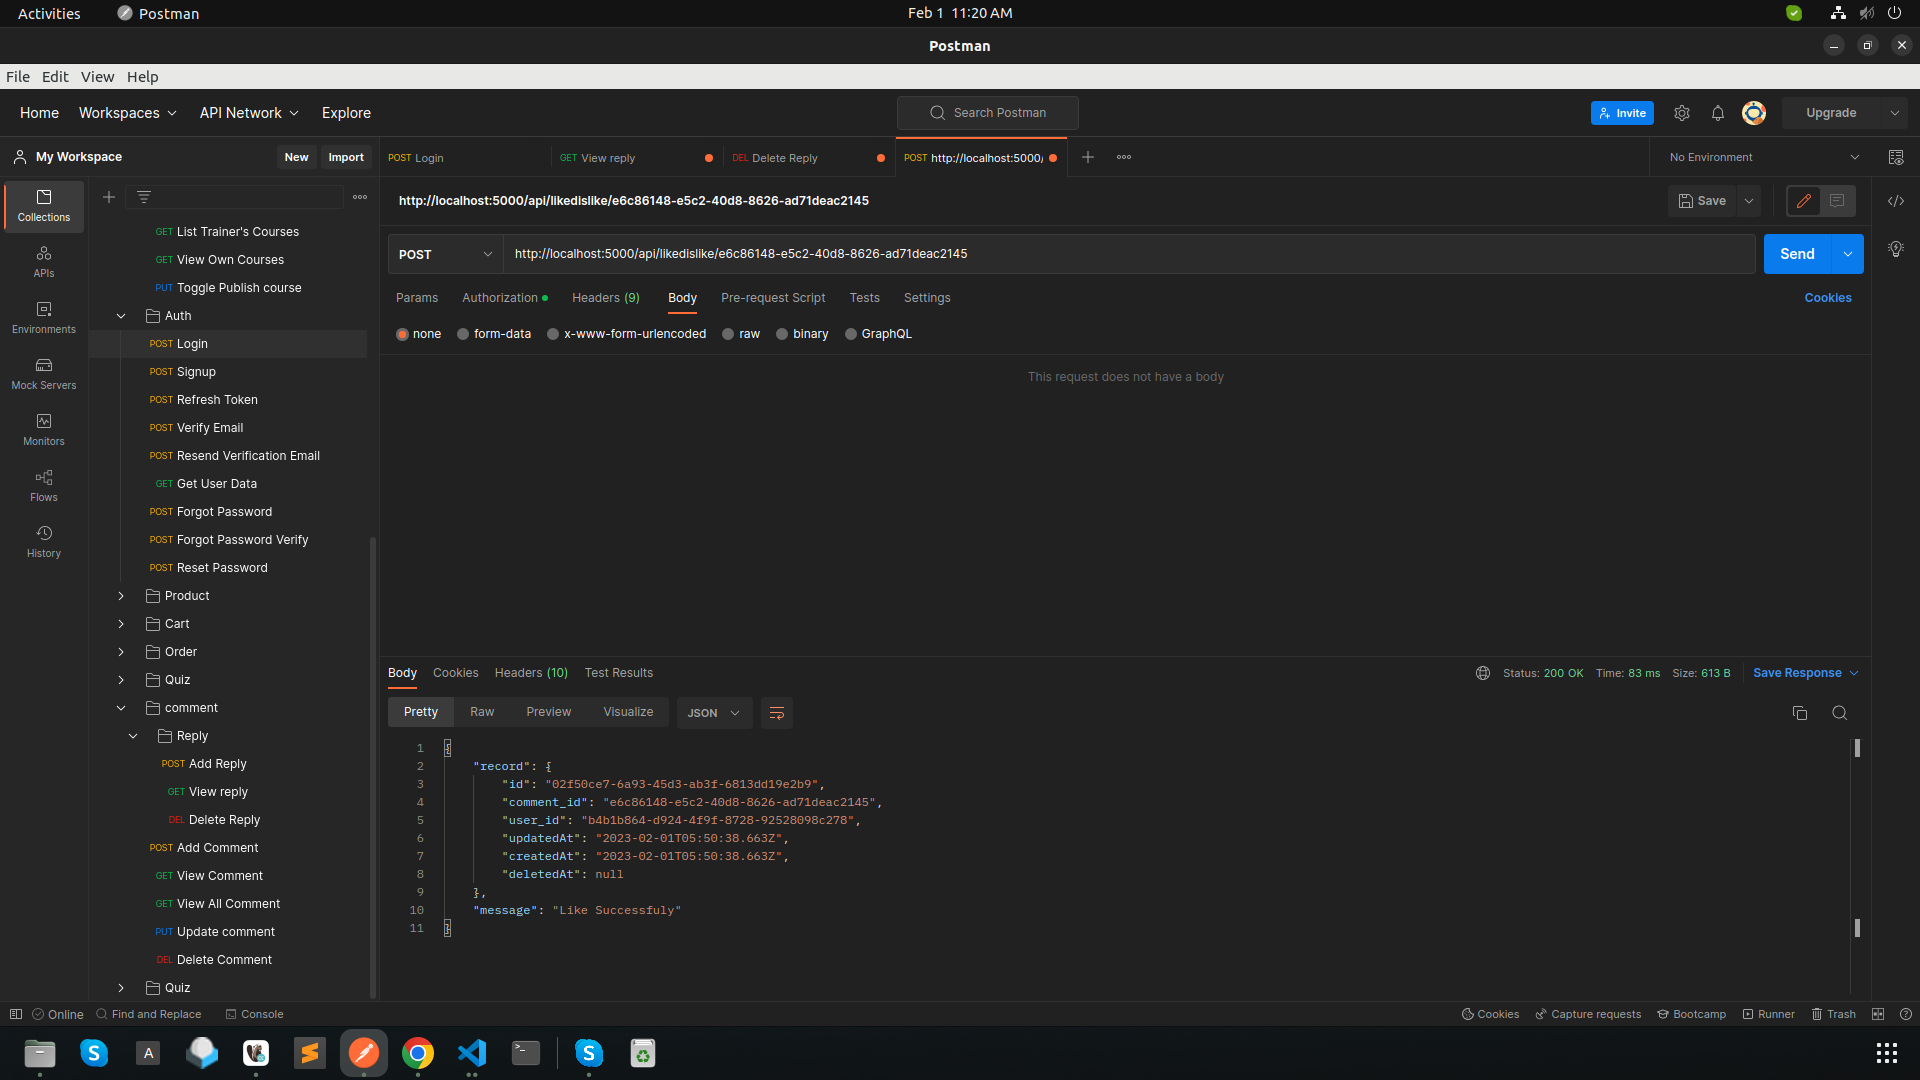 Activities
Postman
Feb 1 11:20 AM
Postman
File Edit View Help
Home
Workspaces
API Network
Explore
Search Postman
Invite
Upgrade
My Workspace
New
Import
POST Login
GET View reply
DEL Delete Reply
POST http://localhost:5000/
No Environment
Collections
APIs
Environments
Mock Servers
Monitors
Flows
History
GET List Trainer's Courses
GET View Own Courses
PUT Toggle Publish course
Auth
POST Login
POST Signup
POST Refresh Token
POST Verify Email
POST Resend Verification Email
GET Get User Data
POST Forgot Password
POST Forgot Password Verify
POST Reset Password
Product
Cart
Order
Quiz
comment
Reply
POST Add Reply
GET View reply
DEL Delete Reply
POST Add Comment
GET View Comment
GET View All Comment
PUT Update comment
DEL Delete Comment
Quiz
http://localhost:5000/api/likedislike/e6c86148-e5c2-40d8-8626-ad71deac2145
Save
POST
http://localhost:5000/api/likedislike/e6c86148-e5c2-40d8-8626-ad71deac2145
Send
Params Authorization Headers (9) Body Pre-request Script Tests Settings
Cookies
none form-data x-www-form-urlencoded raw binary GraphQL
This request does not have a body
Body Cookies Headers (10) Test Results
Status: 200 OK Time: 83 ms Size: 613 B
Save Response
Pretty Raw Preview Visualize JSON
1 {
2 "record": {
3 "id": "02f50ce7-6a93-45d3-ab3f-6813dd19e2b9",
4 "comment_id": "e6c86148-e5c2-40d8-8626-ad71deac2145",
5 "user_id": "b4b1b864-d924-4f9f-8728-92528098c278",
6 "updatedAt": "2023-02-01T05:50:38.663Z",
7 "createdAt": "2023-02-01T05:50:38.663Z",
8 "deletedAt": null
9 },
10 "message": "Like Successfuly"
11 }
Online
Find and Replace
Console
Cookies
Capture requests
Bootcamp
Runner
Trash